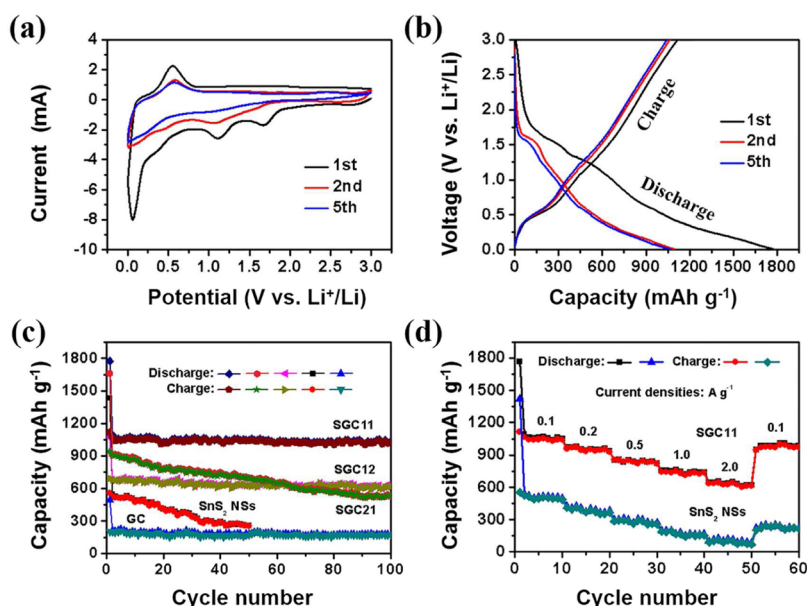 (a)
4
2
0
-2
-4
-6
-8
-10
Current (mA)
1st
2nd
5th
0.0 0.5 1.0 1.5 2.0 2.5 3.0
Potential (V vs. Li⁺/Li)
(b)
3.0
2.5
2.0
1.5
1.0
0.5
0.0
Voltage (V vs. Li⁺/Li)
Charge
1st
2nd
5th
Discharge
0 300 600 900 1200 1500 1800
Capacity (mAh g⁻¹)
(c)
1800
1500
1200
900
600
300
0
Capacity (mAh g⁻¹)
Discharge:
Charge:
SGC11
SGC12
SGC21
SnS₂ NSs
GC
0 20 40 60 80 100
Cycle number
(d)
1800
1500
1200
900
600
300
0
Capacity (mAh g⁻¹)
Discharge: Charge:
Current densities: A g⁻¹
0.1 0.2 0.5 1.0 2.0 0.1
SGC11
SnS₂ NSs
0 10 20 30 40 50 60
Cycle number